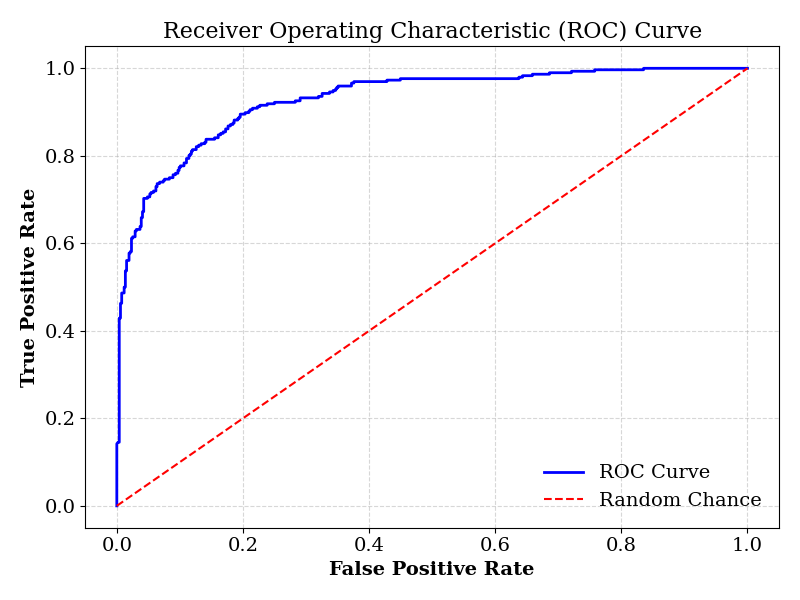 Receiver Operating Characteristic (ROC) Curve
True Positive Rate
1.0
0.8
0.6
0.4
0.2
0.0
ROC Curve
Random Chance
0.0 0.2 0.4 0.6 0.8 1.0
False Positive Rate